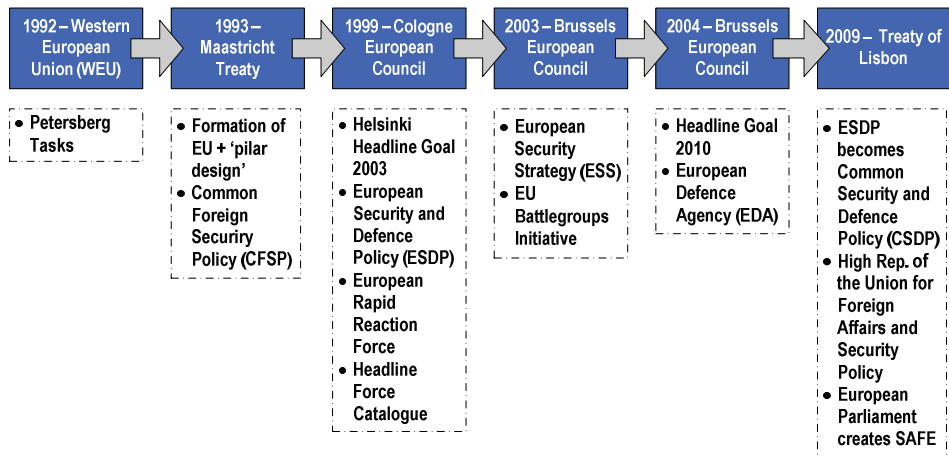 1992 – Western
European
Union (WEU)
1993 –
Maastricht
Treaty
1999 – Cologne
European
Council
2003 – Brussels
European
Council
2004 – Brussels
European
Council
2009 – Treaty of
Lisbon
• Petersberg
Tasks
• Formation of
EU + ‘pilar
design’
• Common
Foreign
Securiry
Policy (CFSP)
• Helsinki
Headline Goal
2003
• European
Security and
Defence
Policy (ESDP)
• European
Rapid
Reaction
Force
• Headline
Force
Catalogue
• European
Security
Strategy (ESS)
• EU
Battlegroups
Initiative
• Headline Goal
2010
• European
Defence
Agency (EDA)
• ESDP
becomes
Common
Security and
Defence
Policy (CSDP)
• High Rep. of
the Union for
Foreign
Affairs and
Security
Policy
• European
Parliament
creates SAFE